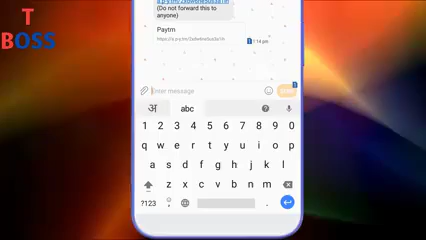 T
BOSS
(Do not forward this to
anyone)
Paytm
1:14 pm
Enter message
अ
abc
1 2 3 4 5 6 7 8 9 0
q w e r t y u i o p
a s d f g h j k l
z x c v b n m
?123